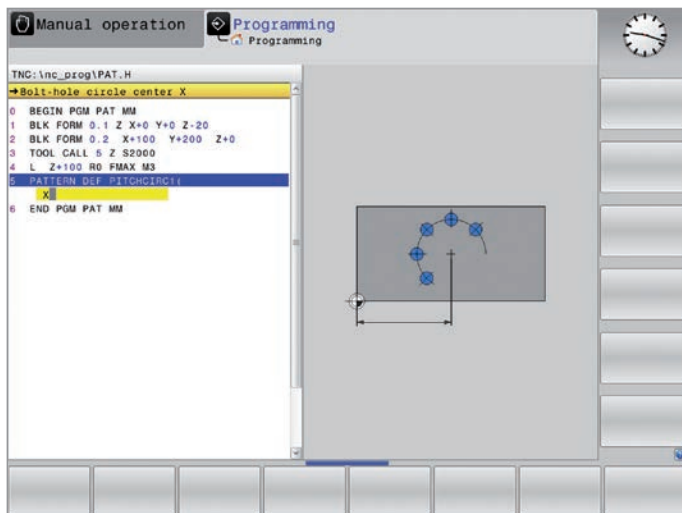 Manual operation
Programming
Programming
TNC:\nc_prog\PAT.H
→Bolt-hole circle center X
0 BEGIN PGM PAT MM
1 BLK FORM 0.1 Z X+0 Y+0 Z-20
2 BLK FORM 0.2 X+100 Y+200 Z+0
3 TOOL CALL 5 Z S2000
4 L Z+100 R0 FMAX M3
5 PATTERN DEF PITCHCIRC1(
X
6 END PGM PAT MM